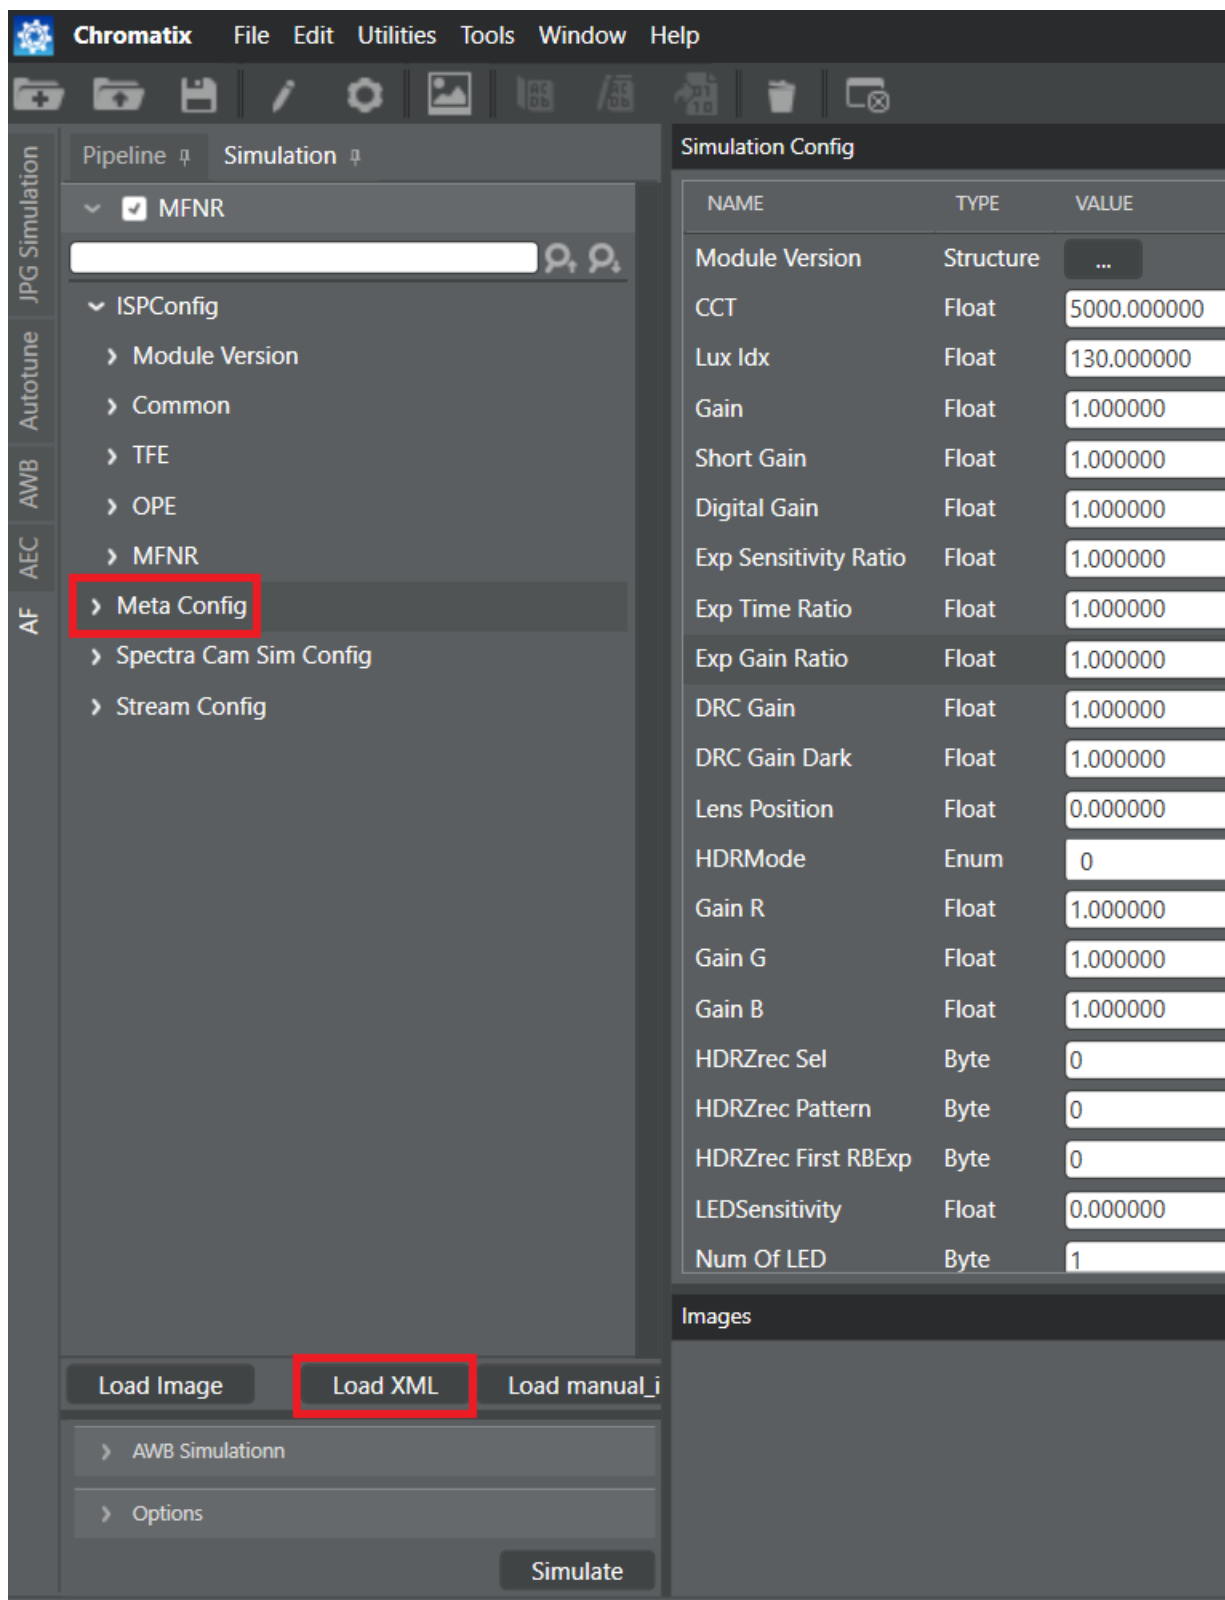 Chromatix File Edit Utilities Tools Window Help
JPG Simulation
Autotune
AWB
AEC
AF
Pipeline Simulation
MFNR
ISPConfig
Module Version
Common
TFE
OPE
MFNR
Meta Config
Spectra Cam Sim Config
Stream Config
Load Image Load XML Load manual_i
AWB Simulationn
Options
Simulate
Simulation Config
NAME TYPE VALUE
Module Version Structure ...
CCT Float 5000.000000
Lux Idx Float 130.000000
Gain Float 1.000000
Short Gain Float 1.000000
Digital Gain Float 1.000000
Exp Sensitivity Ratio Float 1.000000
Exp Time Ratio Float 1.000000
Exp Gain Ratio Float 1.000000
DRC Gain Float 1.000000
DRC Gain Dark Float 1.000000
Lens Position Float 0.000000
HDRMode Enum 0
Gain R Float 1.000000
Gain G Float 1.000000
Gain B Float 1.000000
HDRZrec Sel Byte 0
HDRZrec Pattern Byte 0
HDRZrec First RBExp Byte 0
LEDSensitivity Float 0.000000
Num Of LED Byte 1
Images